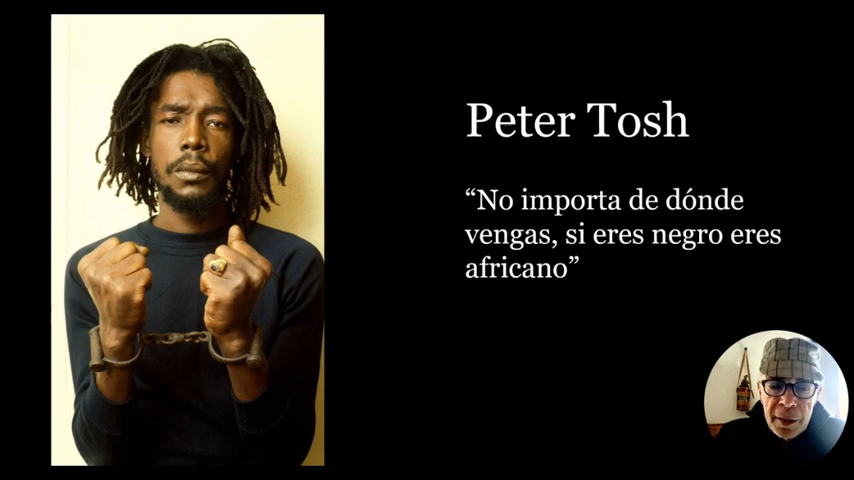 Peter Tosh
“No importa de dónde
vengas, si eres negro eres
africano”